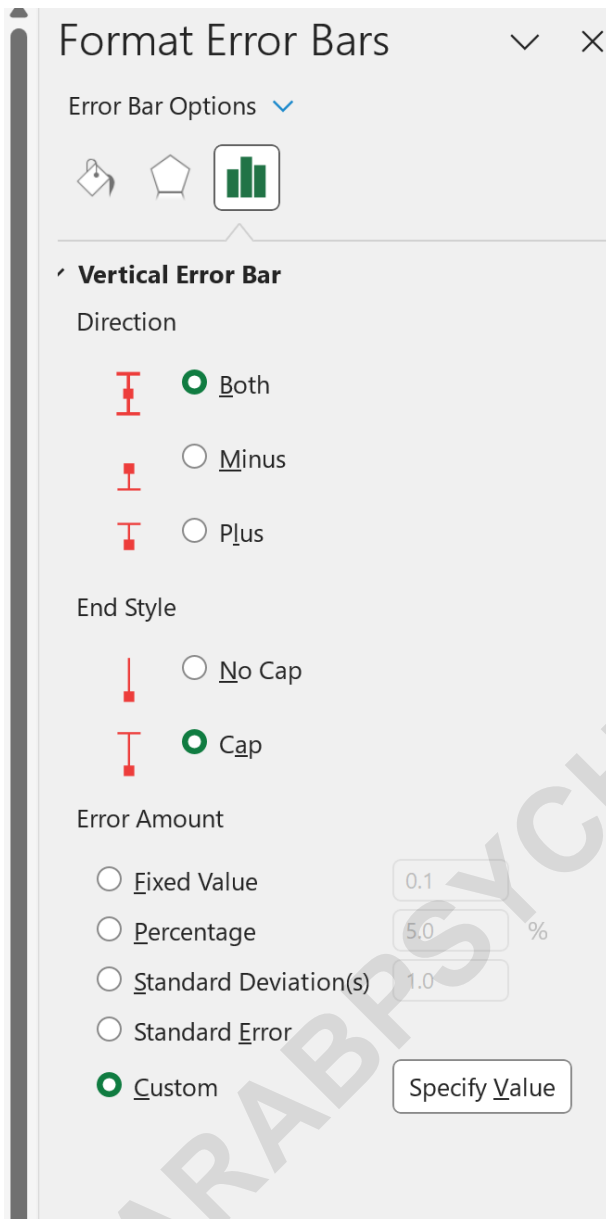 Format Error Bars
Error Bar Options
Vertical Error Bar
Direction
Both
Minus
Plus
End Style
No Cap
Cap
Error Amount
Fixed Value 0.1
Percentage 5.0 %
Standard Deviation(s) 1.0
Standard Error
Custom Specify Value
ARABPSYCH